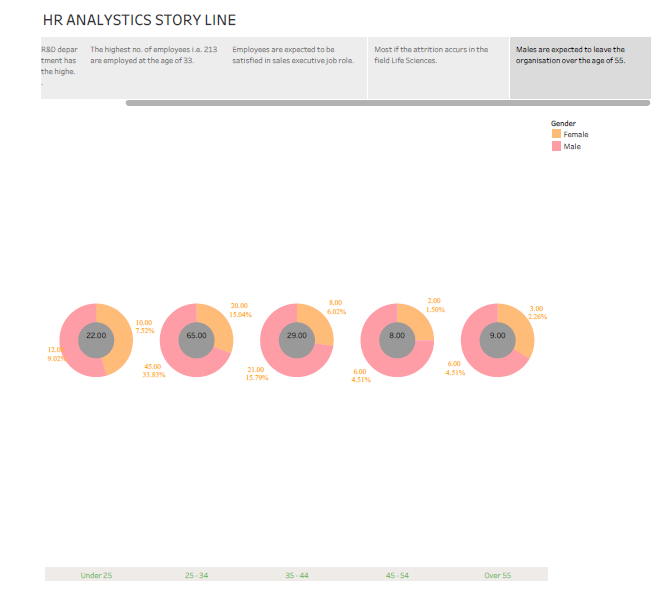 HR ANALYSTICS STORY LINE
R&D depar
tment has
the highe.
.
The highest no. of employees i.e. 213
are employed at the age of 33.
Employees are expected to be
satisfied in sales executive job role.
Most if the attrition accurs in the
field Life Sciences.
Males are expected to leave the
organisation over the age of 55.
Gender
Female
Male
22.00
10.00
7.52%
12.0
9.02%
65.00
20.00
15.04%
45.00
33.83%
29.00
8.00
6.02%
21.00
15.79%
8.00
2.00
1.50%
6.00
4.51%
9.00
3.00
2.26%
6.00
4.51%
Under 25
25 - 34
35 - 44
45 - 54
Over 55